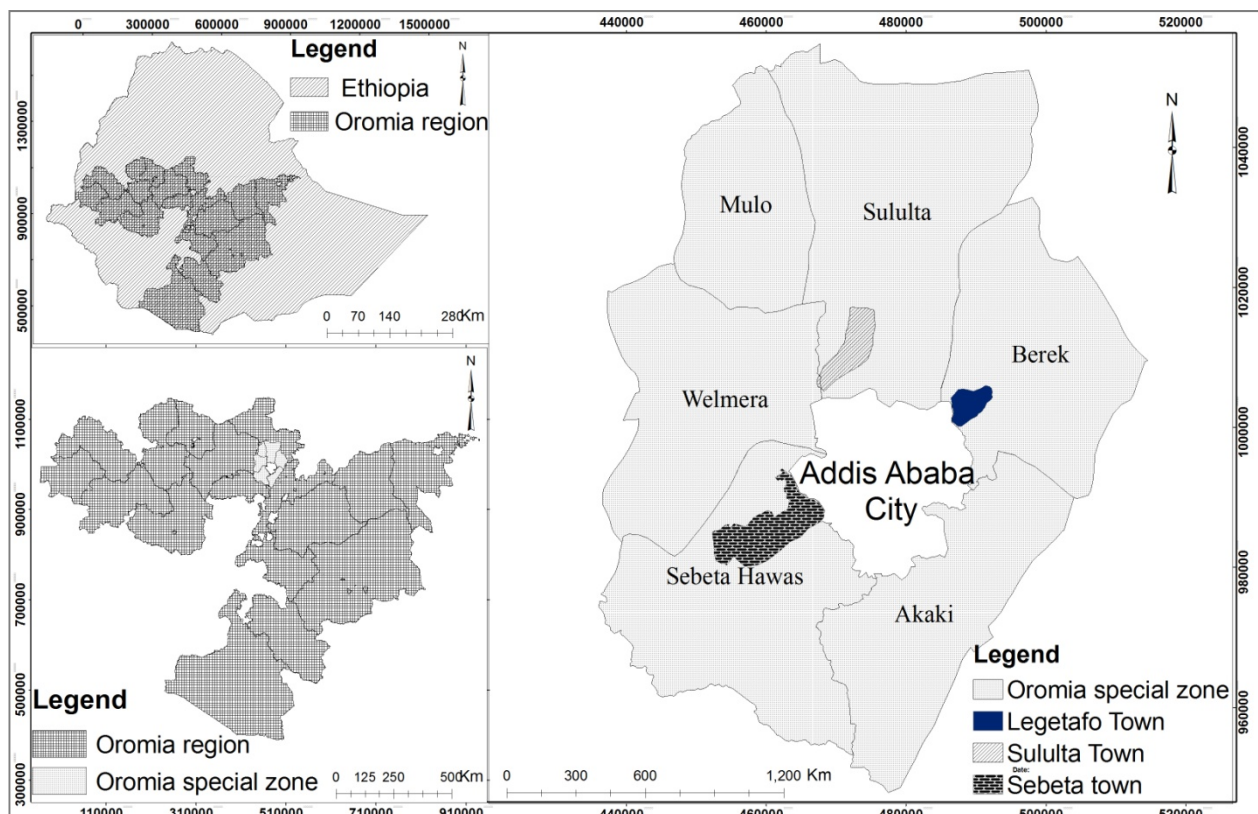 0 300000 600000 900000 1200000 1500000
440000 460000 480000 500000 520000
Legend
Ethiopia
Oromia region
N
1300000
900000
500000
0 70 140 280 Km
N
1100000
900000
700000
500000
300000
Legend
Oromia region
Oromia special zone
0 125 250 500 Km
110000 310000 510000 710000 910000
N
Mulo
Sululta
Berek
Welmera
Addis Ababa
City
Sebeta Hawas
Akaki
1040000
1020000
1000000
980000
960000
Legend
Oromia special zone
Legetafo Town
Sululta Town
Date:
Sebeta town
0 300 600 1,200 Km
440000 460000 480000 500000 520000